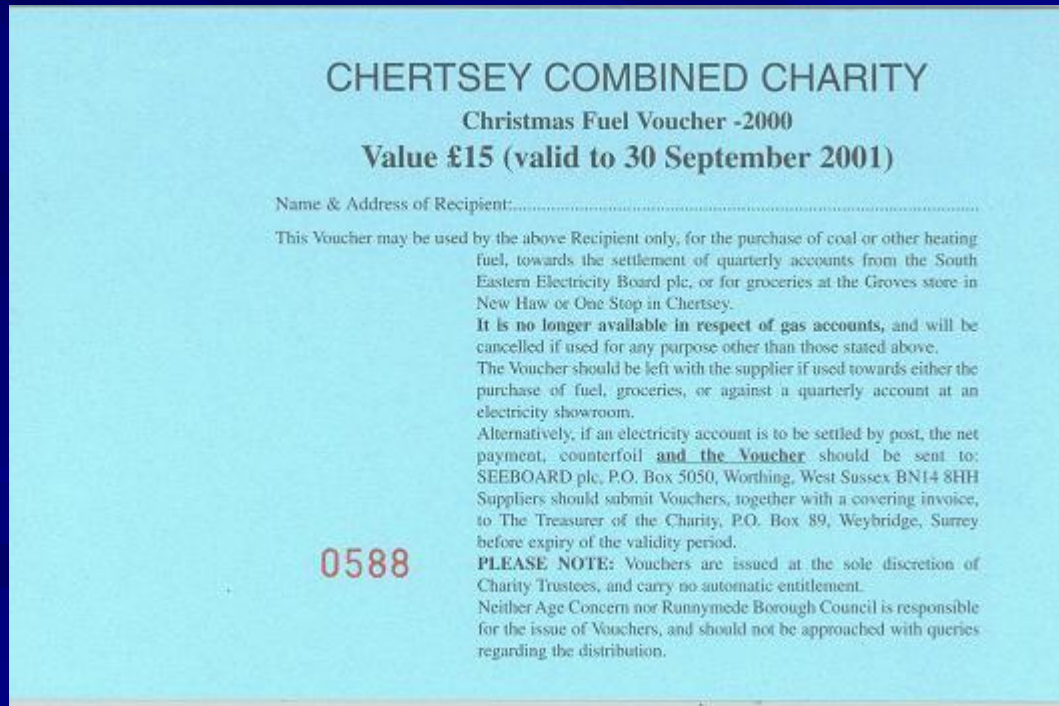 CHERTSEY COMBINED CHARITY
Christmas Fuel Voucher -2000
Value £15 (valid to 30 September 2001)
Name & Address of Recipient:..........................................................................................
This Voucher may be used by the above Recipient only, for the purchase of coal or other heating
fuel, towards the settlement of quarterly accounts from the South
Eastern Electricity Board plc, or for groceries at the Groves store in
New Haw or One Stop in Chertsey.
It is no longer available in respect of gas accounts, and will be
cancelled if used for any purpose other than those stated above.
The Voucher should be left with the supplier if used towards either the
purchase of fuel, groceries, or against a quarterly account at an
electricity showroom.
Alternatively, if an electricity account is to be settled by post, the net
payment, counterfoil and the Voucher should be sent to:
SEEBOARD plc, P.O. Box 5050, Worthing, West Sussex BN14 8HH
Suppliers should submit Vouchers, together with a covering invoice,
to The Treasurer of the Charity, P.O. Box 89, Weybridge, Surrey
before expiry of the validity period.
0588
PLEASE NOTE: Vouchers are issued at the sole discretion of
Charity Trustees, and carry no automatic entitlement.
Neither Age Concern nor Runnymede Borough Council is responsible
for the issue of Vouchers, and should not be approached with queries
regarding the distribution.